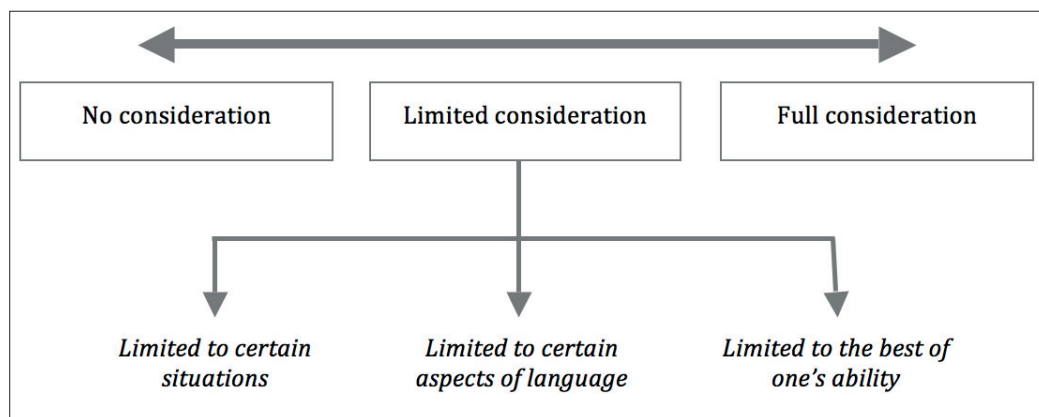 No consideration
Limited consideration
Full consideration
Limited to certain
situations
Limited to certain
aspects of language
Limited to the best of
one's ability